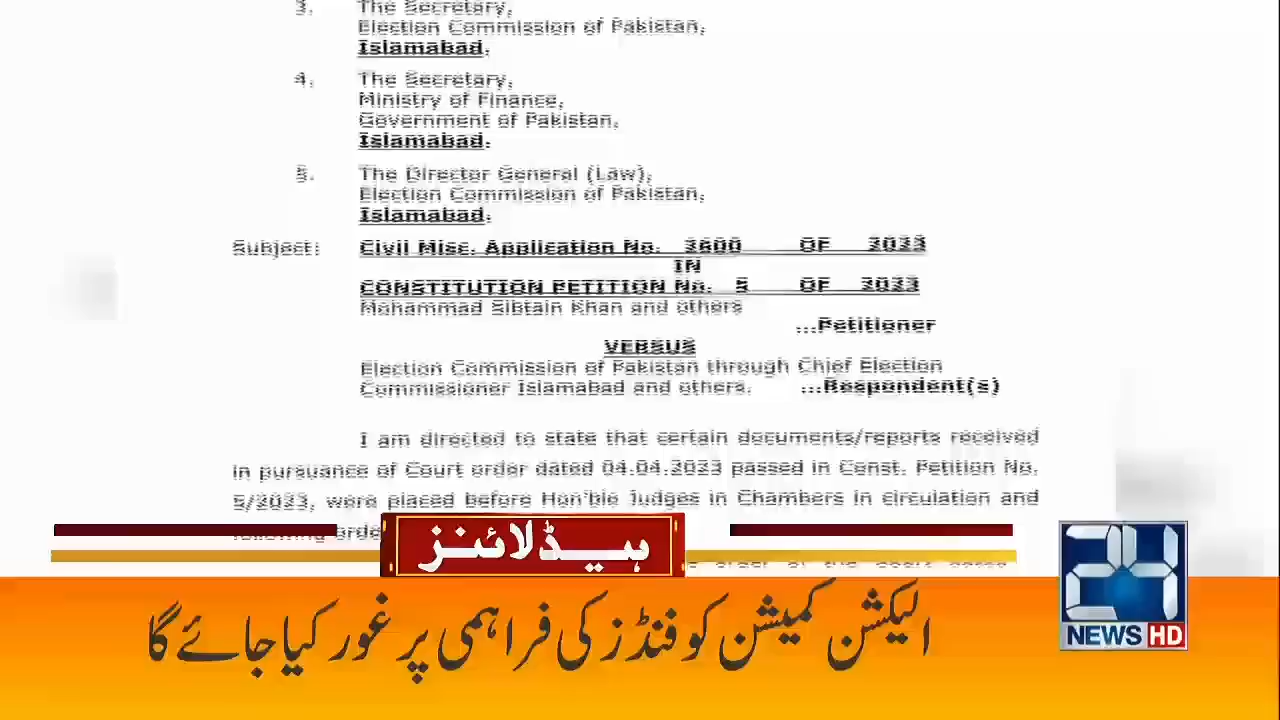 3. The Secretary,
Election Commission of Pakistan,
Islamabad.
4. The Secretary,
Ministry of Finance,
Government of Pakistan,
Islamabad.
5. The Director General (Law),
Election Commission of Pakistan,
Islamabad.
Subject: Civil Misc. Application No. 2600 OF 2023
IN
CONSTITUTION PETITION No. 5 OF 2023
Mohammad Sibtain Khan and others
...Petitioner
VERSUS
Election Commission of Pakistan through Chief Election
Commissioner Islamabad and others. ...Respondent(s)
I am directed to state that certain documents/reports received
in pursuance of Court order dated 04.04.2023 passed in Const. Petition No.
5/2023, were placed before Hon'ble Judges in Chambers in circulation and
following
ہیڈلائنز
الیکشن کمیشن کو فنڈز کی فراہمی پر غور کیا جائے گا
24
NEWS HD